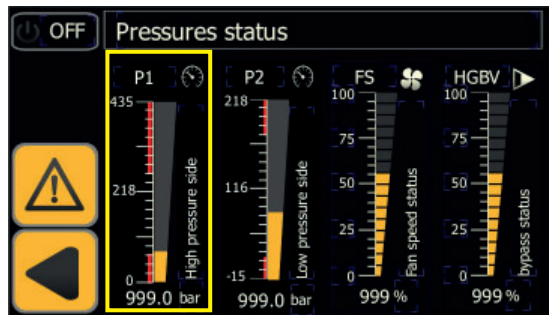 OFF
Pressures status
P1
435
218
0
High pressure side
999.0 bar
P2
218
116
-15
Low pressure side
999.0 bar
FS
100
75
50
25
0
Fan speed status
999 %
HGBV
100
75
50
25
0
bypass status
999 %